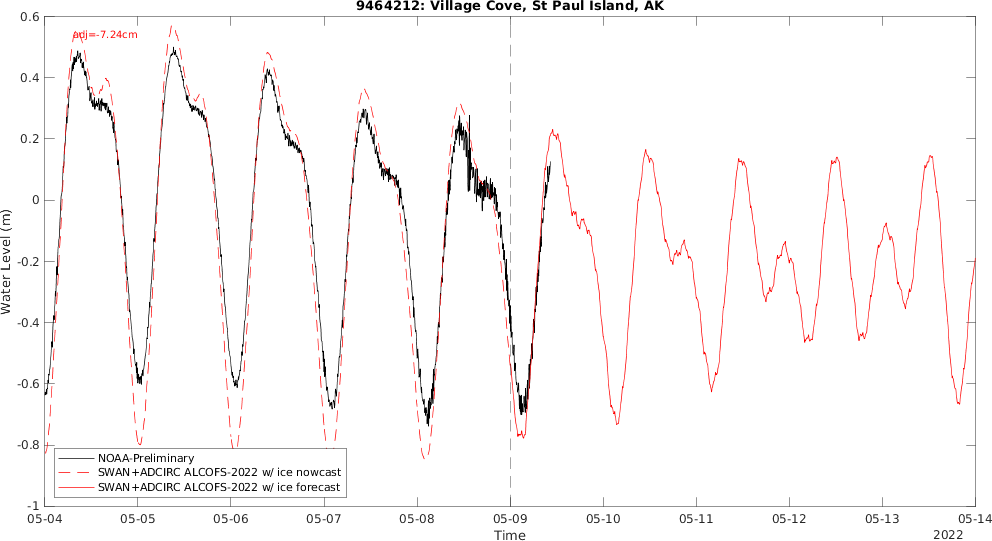 9464212: Village Cove, St Paul Island, AK
adj=-7.24cm
Water Level (m)
0.6
0.4
0.2
0
-0.2
-0.4
-0.6
-0.8
-1
NOAA-Preliminary
SWAN+ADCIRC ALCOFS-2022 w/ ice nowcast
SWAN+ADCIRC ALCOFS-2022 w/ ice forecast
05-04 05-05 05-06 05-07 05-08 05-09 05-10 05-11 05-12 05-13 05-14
Time
2022